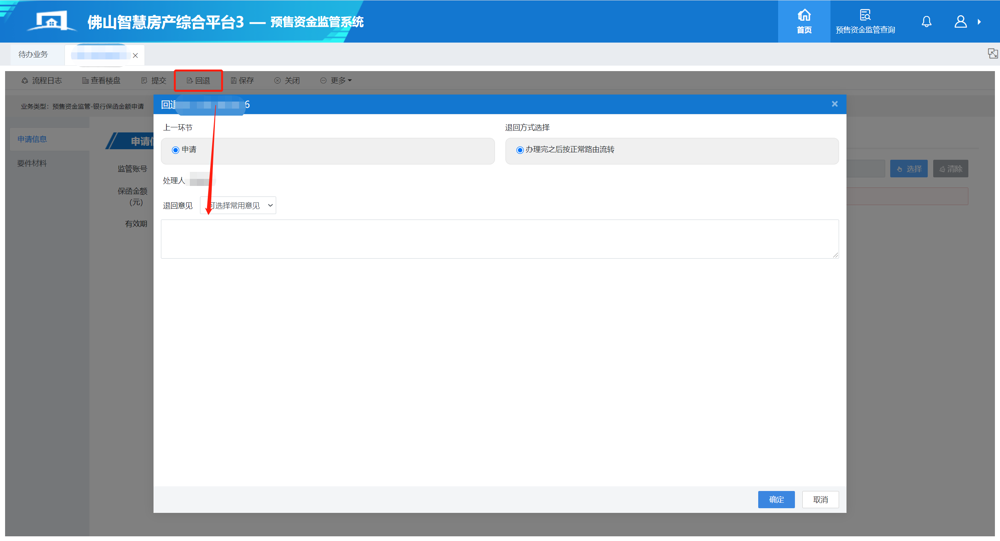 佛山智慧房产综合平台3 — 预售资金监管系统
首页
预售资金监管查询
待办业务
流程日志 查看楼盘 提交 回退 保存 关闭 更多
业务类型：预售资金监管-银行保函金额申请
回退 6
申请信息
要件材料
申请
监管账号
选择 清除
保函金额
(元)
有效期
上一环节 退回方式选择
申请 办理完之后按正常路由流转
处理人
退回意见 可选择常用意见
确定 取消